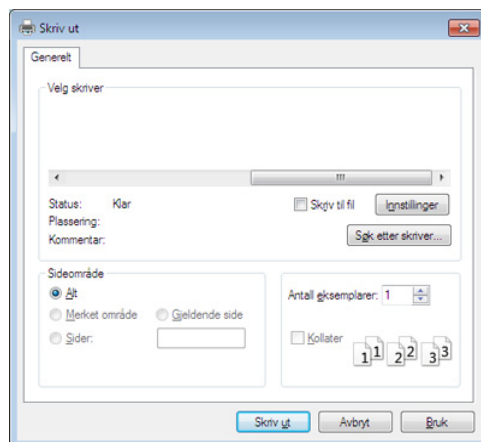 Skriv ut
Generelt
Velg skriver
Status: Klar
Plassering:
Kommentar:
Skriv til fil
Innstillinger
Søk etter skriver...
Sideområde
Alt
Merket område
Gjeldende side
Sider:
Antall eksemplarer: 1
Kollater
1 1 2 2 3 3
Skriv ut
Avbryt
Bruk